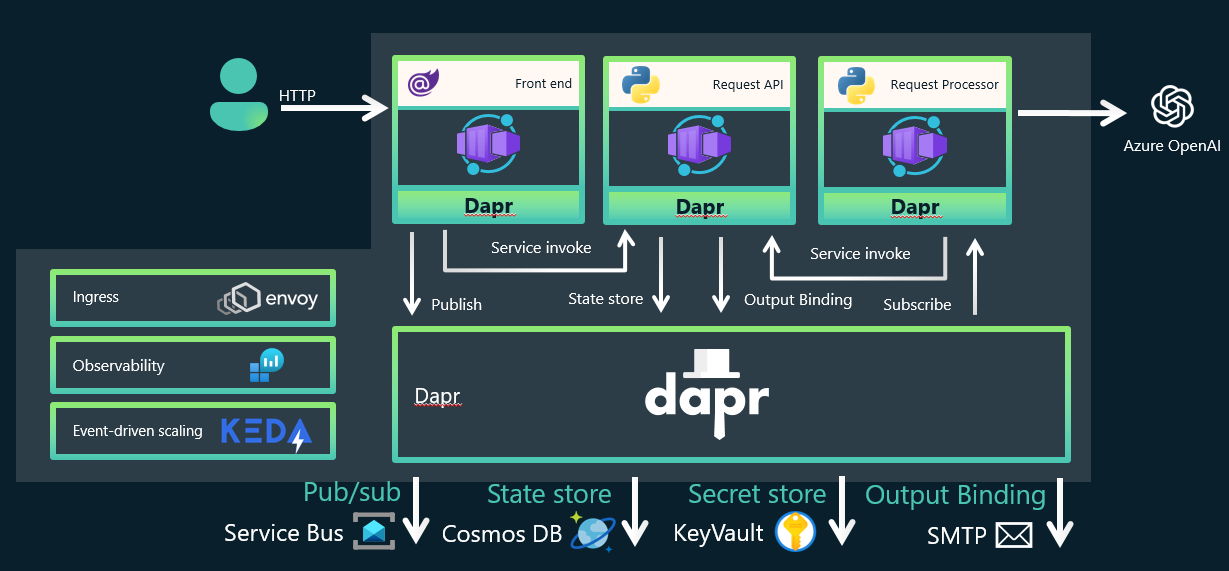 HTTP
Front end
Dapr
Request API
Dapr
Request Processor
Dapr
Azure OpenAI
Service invoke
Service invoke
Publish
State store
Output Binding
Subscribe
Ingress
envoy
Observability
Event-driven scaling
KEDA
Dapr
dapr
Pub/sub
Service Bus
State store
Cosmos DB
Secret store
KeyVault
Output Binding
SMTP